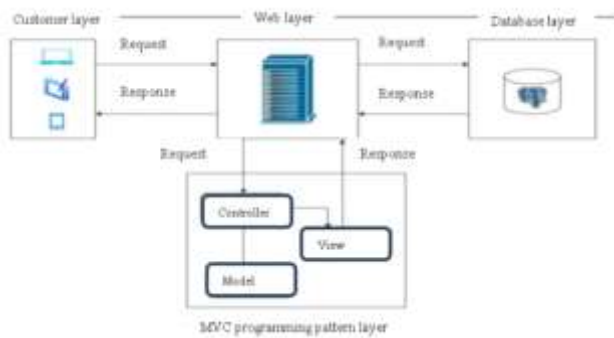 Customer layer
Web layer
Database layer
Request
Request
Response
Response
Request
Response
Controller
View
Model
MVC programming pattern layer